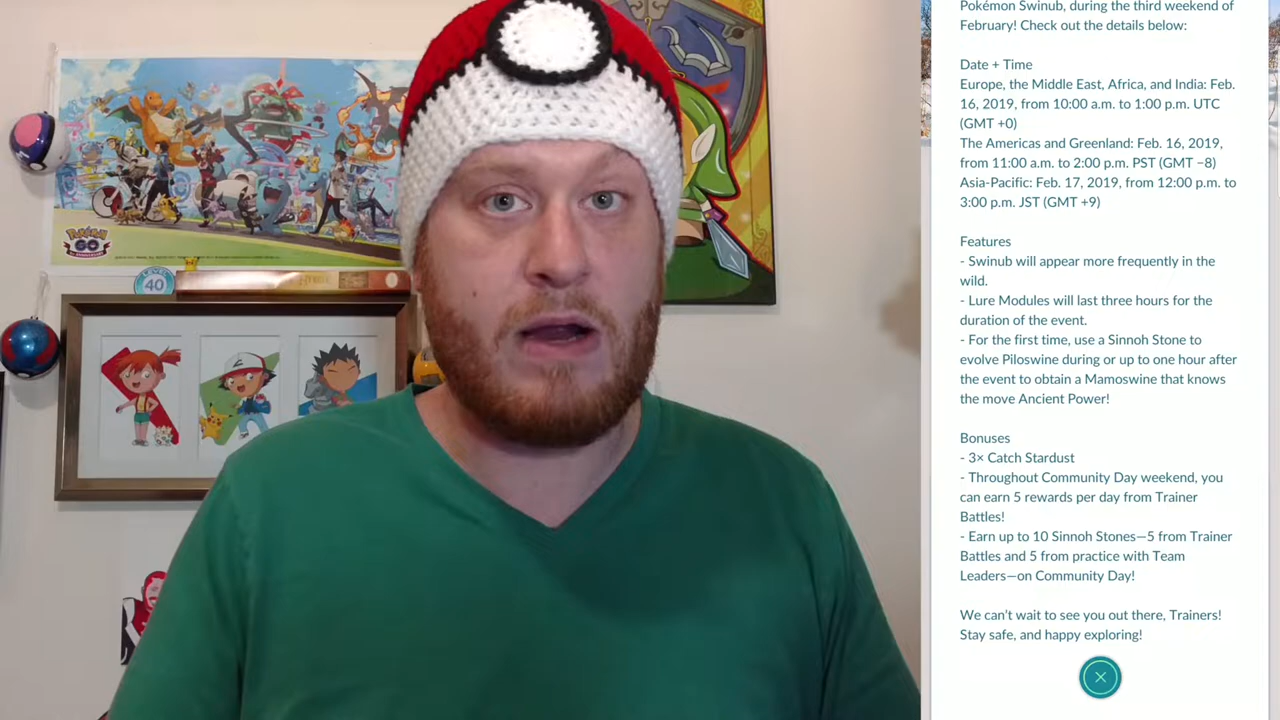 Pokémon Swinub, during the third weekend of
February! Check out the details below:
Date + Time
Europe, the Middle East, Africa, and India: Feb.
16, 2019, from 10:00 a.m. to 1:00 p.m. UTC
(GMT +0)
The Americas and Greenland: Feb. 16, 2019,
from 11:00 a.m. to 2:00 p.m. PST (GMT −8)
Asia-Pacific: Feb. 17, 2019, from 12:00 p.m. to
3:00 p.m. JST (GMT +9)
Features
- Swinub will appear more frequently in the
wild.
- Lure Modules will last three hours for the
duration of the event.
- For the first time, use a Sinnoh Stone to
evolve Piloswine during or up to one hour after
the event to obtain a Mamoswine that knows
the move Ancient Power!
Bonuses
- 3× Catch Stardust
- Throughout Community Day weekend, you
can earn 5 rewards per day from Trainer
Battles!
- Earn up to 10 Sinnoh Stones—5 from Trainer
Battles and 5 from practice with Team
Leaders—on Community Day!
We can't wait to see you out there, Trainers!
Stay safe, and happy exploring!
Pokémon
GO
40